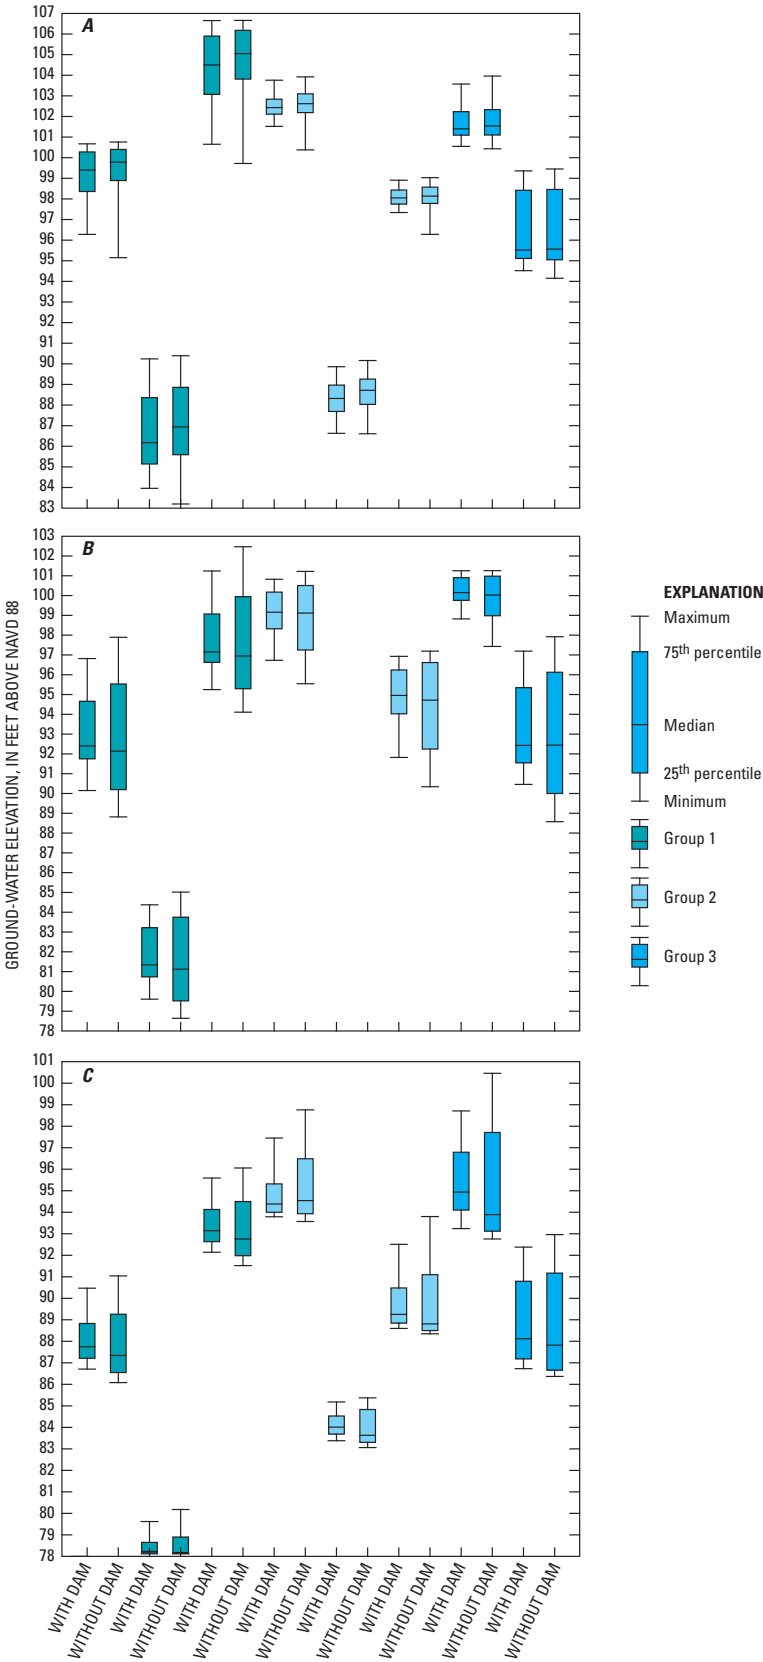 GROUND-WATER ELEVATION, IN FEET ABOVE NAVD 88
A
107
106
105
104
103
102
101
100
99
98
97
96
95
94
93
92
91
90
89
88
87
86
85
84
83
B
103
102
101
100
99
98
97
96
95
94
93
92
91
90
89
88
87
86
85
84
83
82
81
80
79
78
C
101
100
99
98
97
96
95
94
93
92
91
90
89
88
87
86
85
84
83
82
81
80
79
78
WITH DAM
WITHOUT DAM
WITH DAM
WITHOUT DAM
WITH DAM
WITHOUT DAM
WITH DAM
WITHOUT DAM
WITH DAM
WITHOUT DAM
WITH DAM
WITHOUT DAM
WITH DAM
WITHOUT DAM
WITH DAM
WITHOUT DAM
EXPLANATION
Maximum
75th percentile
Median
25th percentile
Minimum
Group 1
Group 2
Group 3